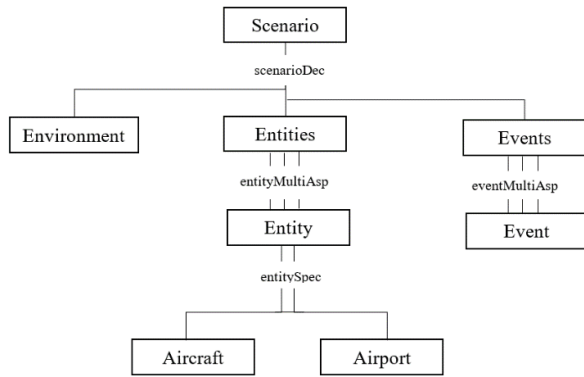 Scenario
scenarioDec
Environment
Entities
Events
entityMultiAsp
eventMultiAsp
Entity
Event
entitySpec
Aircraft
Airport